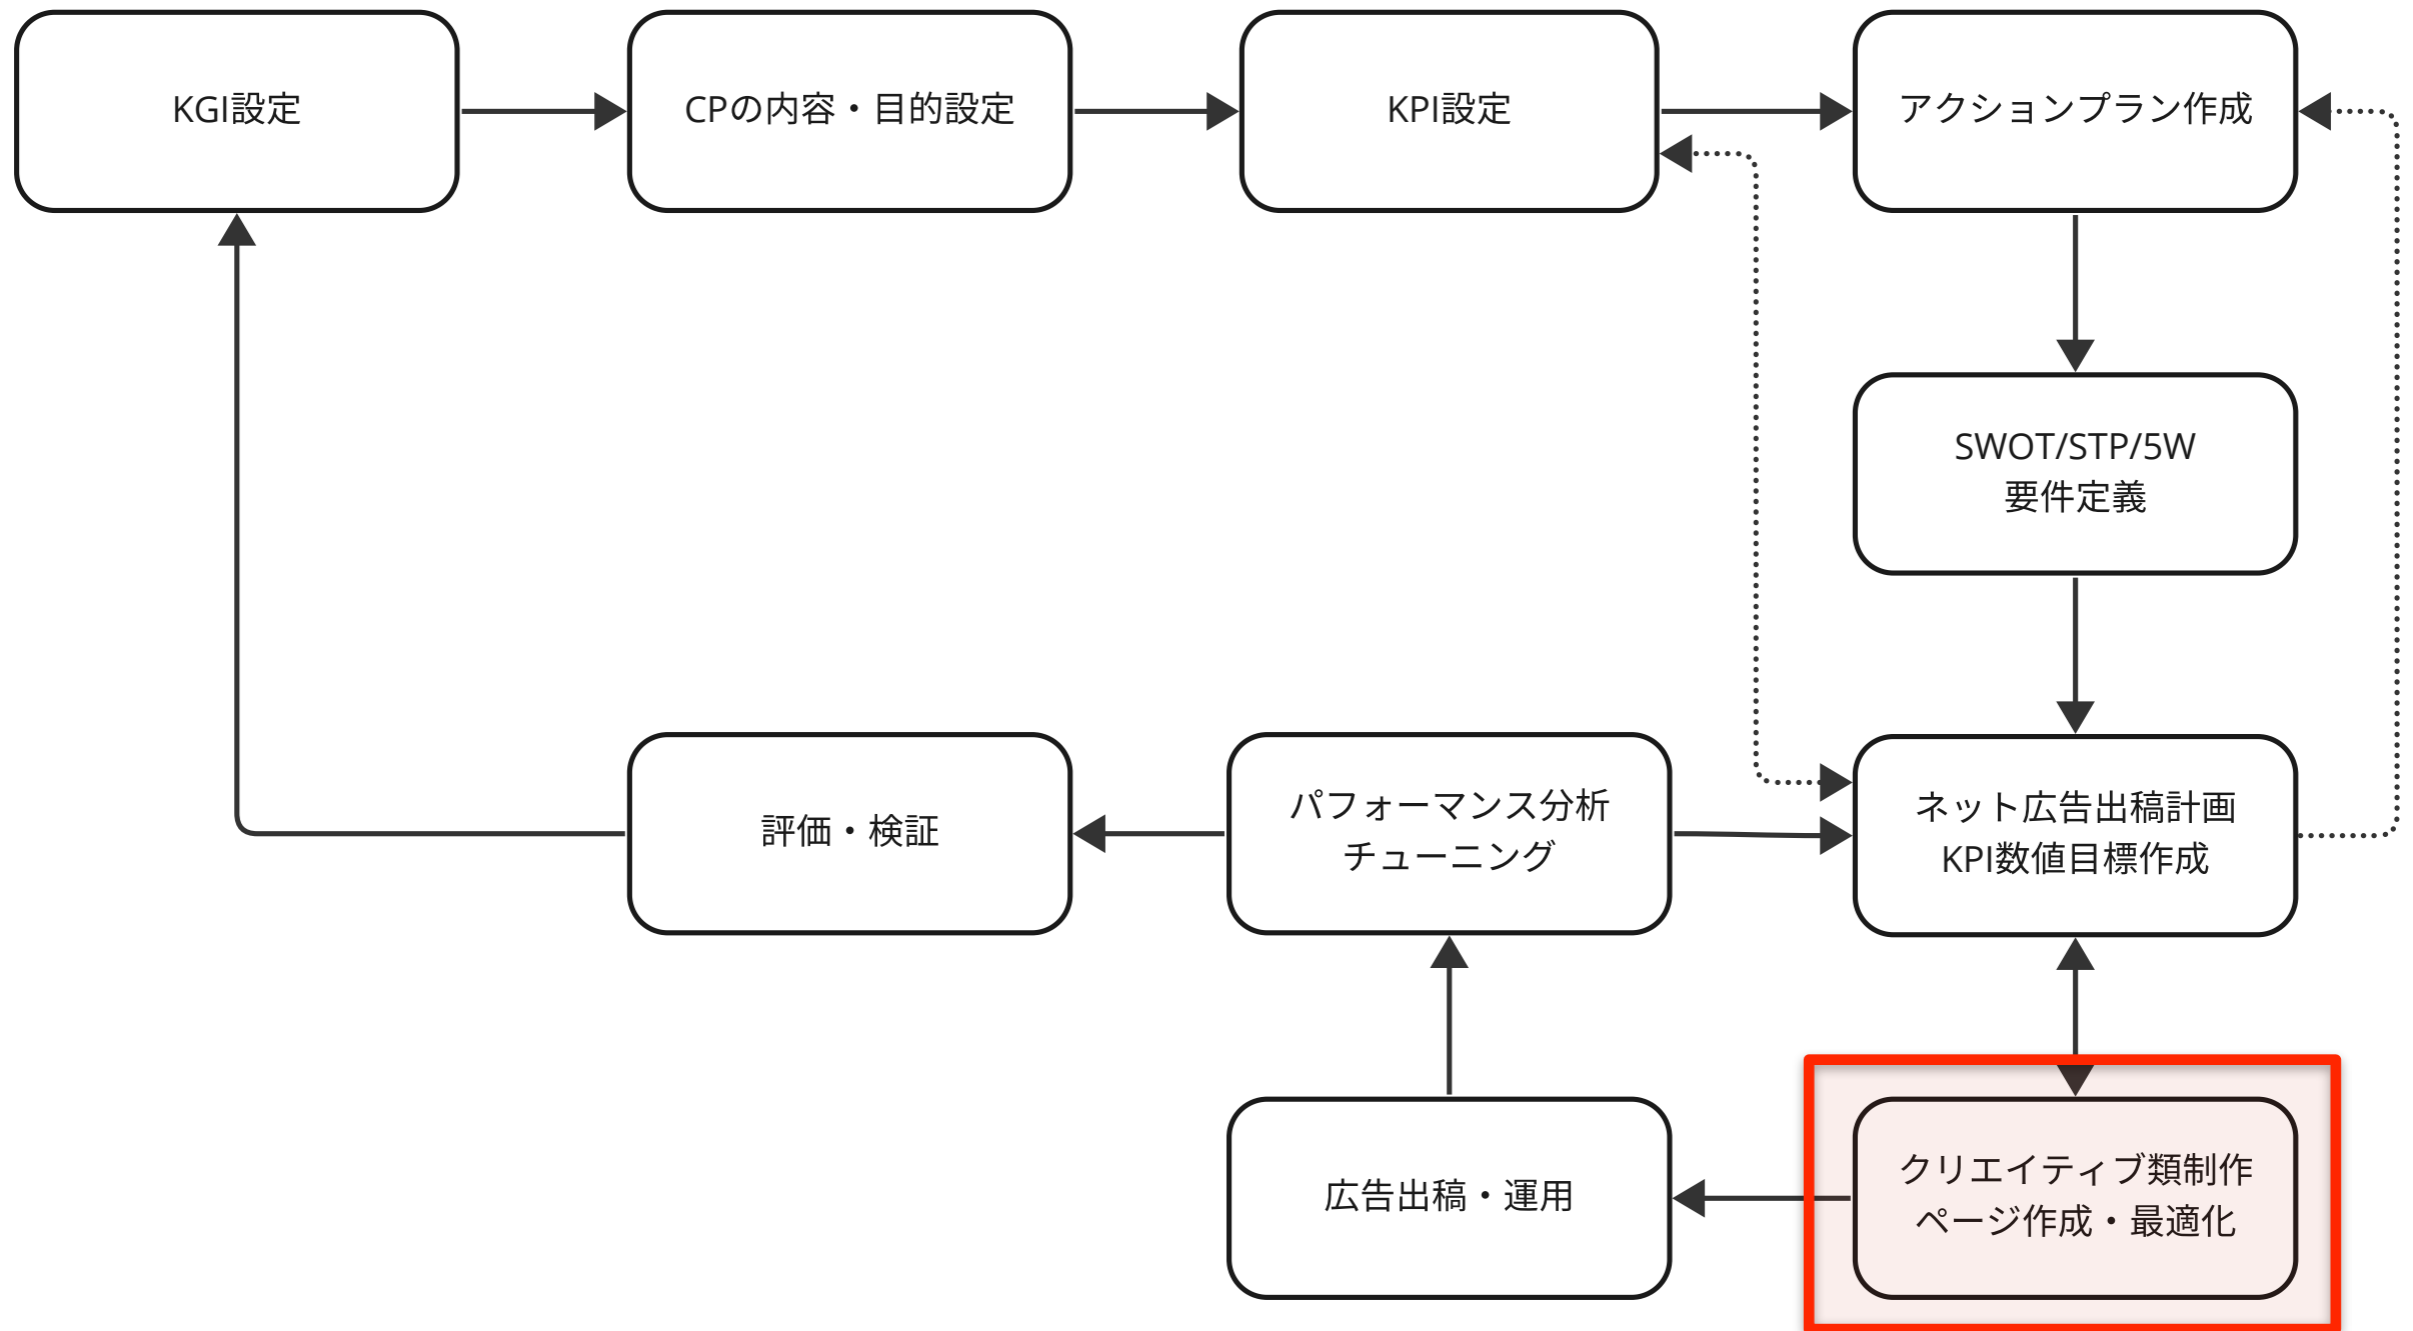 KGI設定
CPの内容・目的設定
KPI設定
アクションプラン作成
SWOT/STP/5W
要件定義
評価・検証
パフォーマンス分析
チューニング
ネット広告出稿計画
KPI数値目標作成
広告出稿・運用
クリエイティブ類制作
ページ作成・最適化